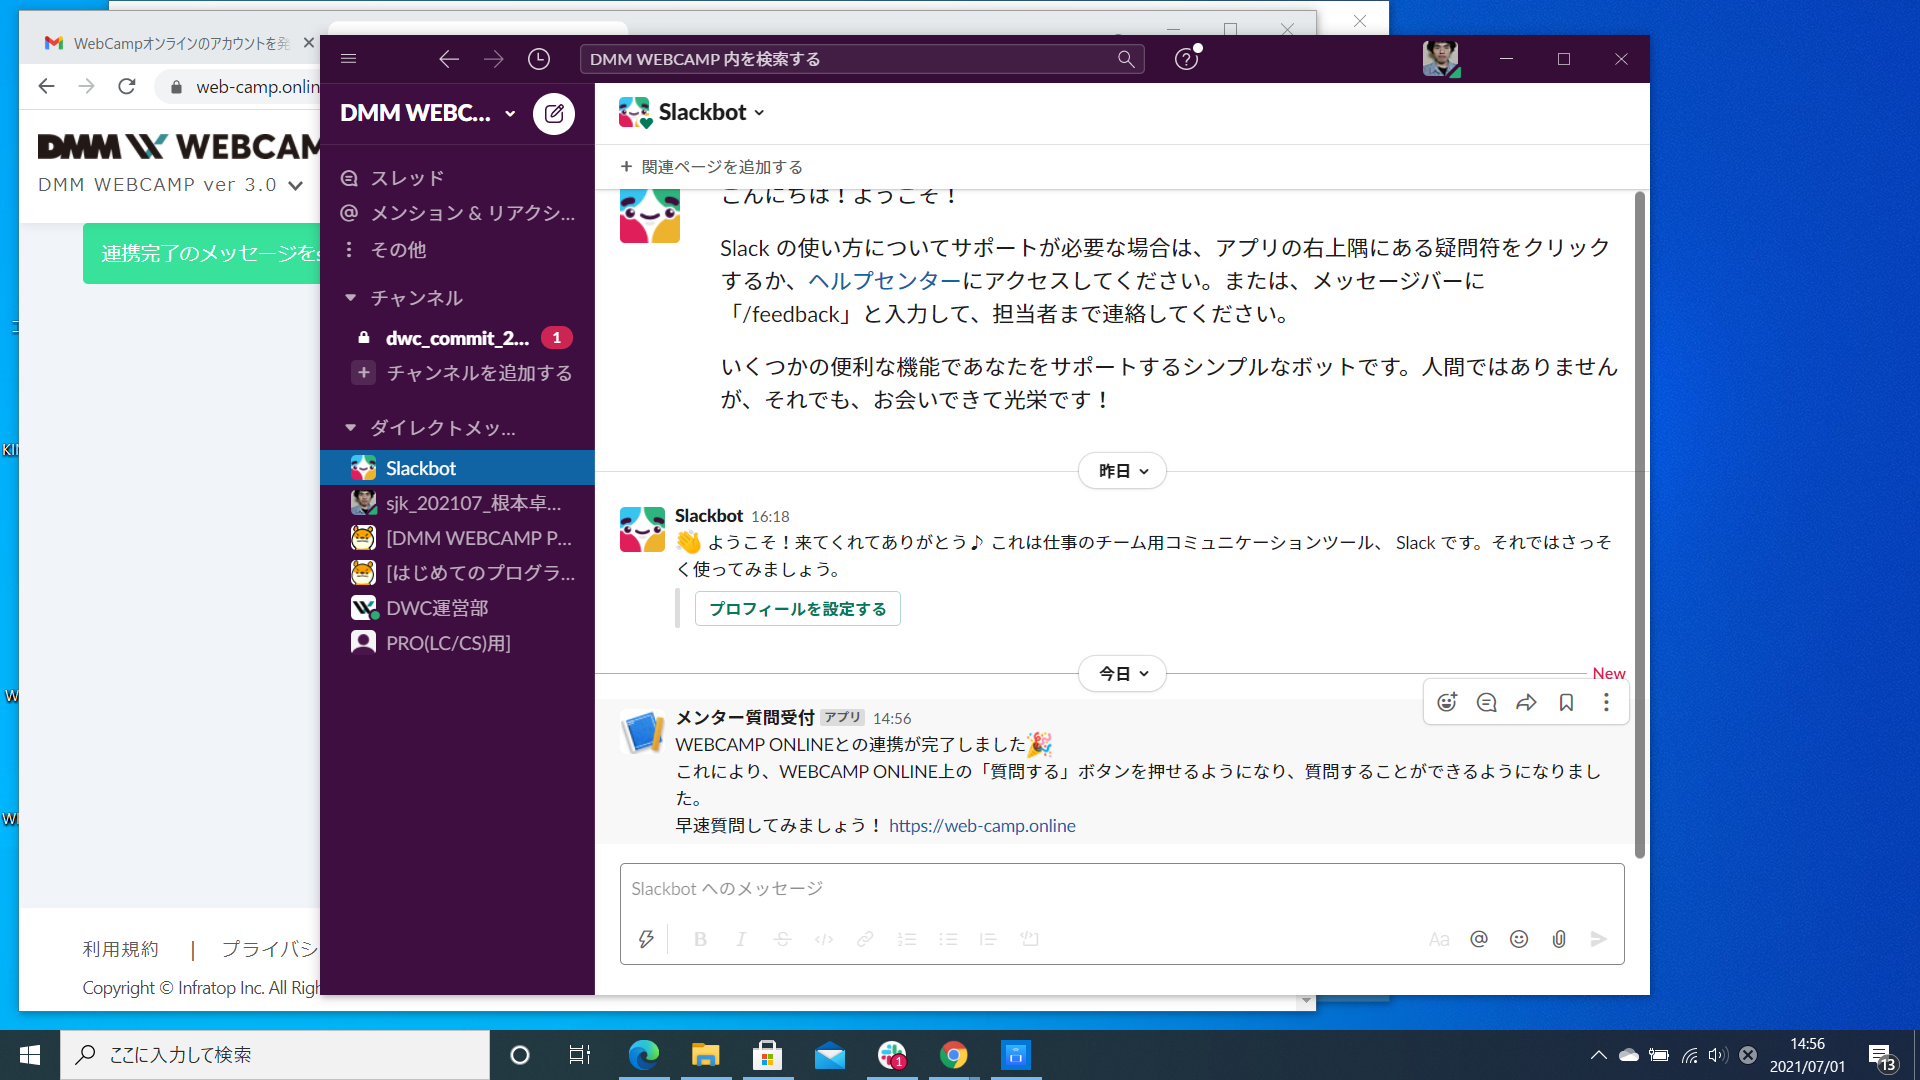 WebCampオンラインのアカウントを発
web-camp.onlin
DMM WEBCAM
DMM WEBCAMP ver 3.0
連携完了のメッセージをs
利用規約 | プライバシ
Copyright © Infratop Inc. All Righ
DMM WEBCAMP 内を検索する
DMM WEBC...
スレッド
メンション & リアクシ...
その他
チャンネル
dwc_commit_2... 1
チャンネルを追加する
ダイレクトメッ...
Slackbot
sjk_202107_根本卓...
[DMM WEBCAMP P...
[はじめてのプログラ...
DWC運営部
PRO(LC/CS)用]
Slackbot
+ 関連ページを追加する
こんにちは！ようこそ！
Slack の使い方についてサポートが必要な場合は、アプリの右上隅にある疑問符をクリック
するか、ヘルプセンターにアクセスしてください。または、メッセージバーに
「/feedback」と入力して、担当者まで連絡してください。
いくつかの便利な機能であなたをサポートするシンプルなボットです。人間ではありません
が、それでも、お会いできて光栄です！
昨日
Slackbot 16:18
ようこそ！来てくれてありがとう♪ これは仕事のチーム用コミュニケーションツール、 Slack です。それではさっそ
く使ってみましょう。
プロフィールを設定する
今日
New
メンター質問受付 アプリ 14:56
WEBCAMP ONLINEとの連携が完了しました
これにより、WEBCAMP ONLINE上の「質問する」ボタンを押せるようになり、質問することができるようになりまし
た。
早速質問してみましょう！ https://web-camp.online
Slackbot へのメッセージ
B I S Aa @
KI
W
W
ここに入力して検索
1
14:56
2021/07/01
13